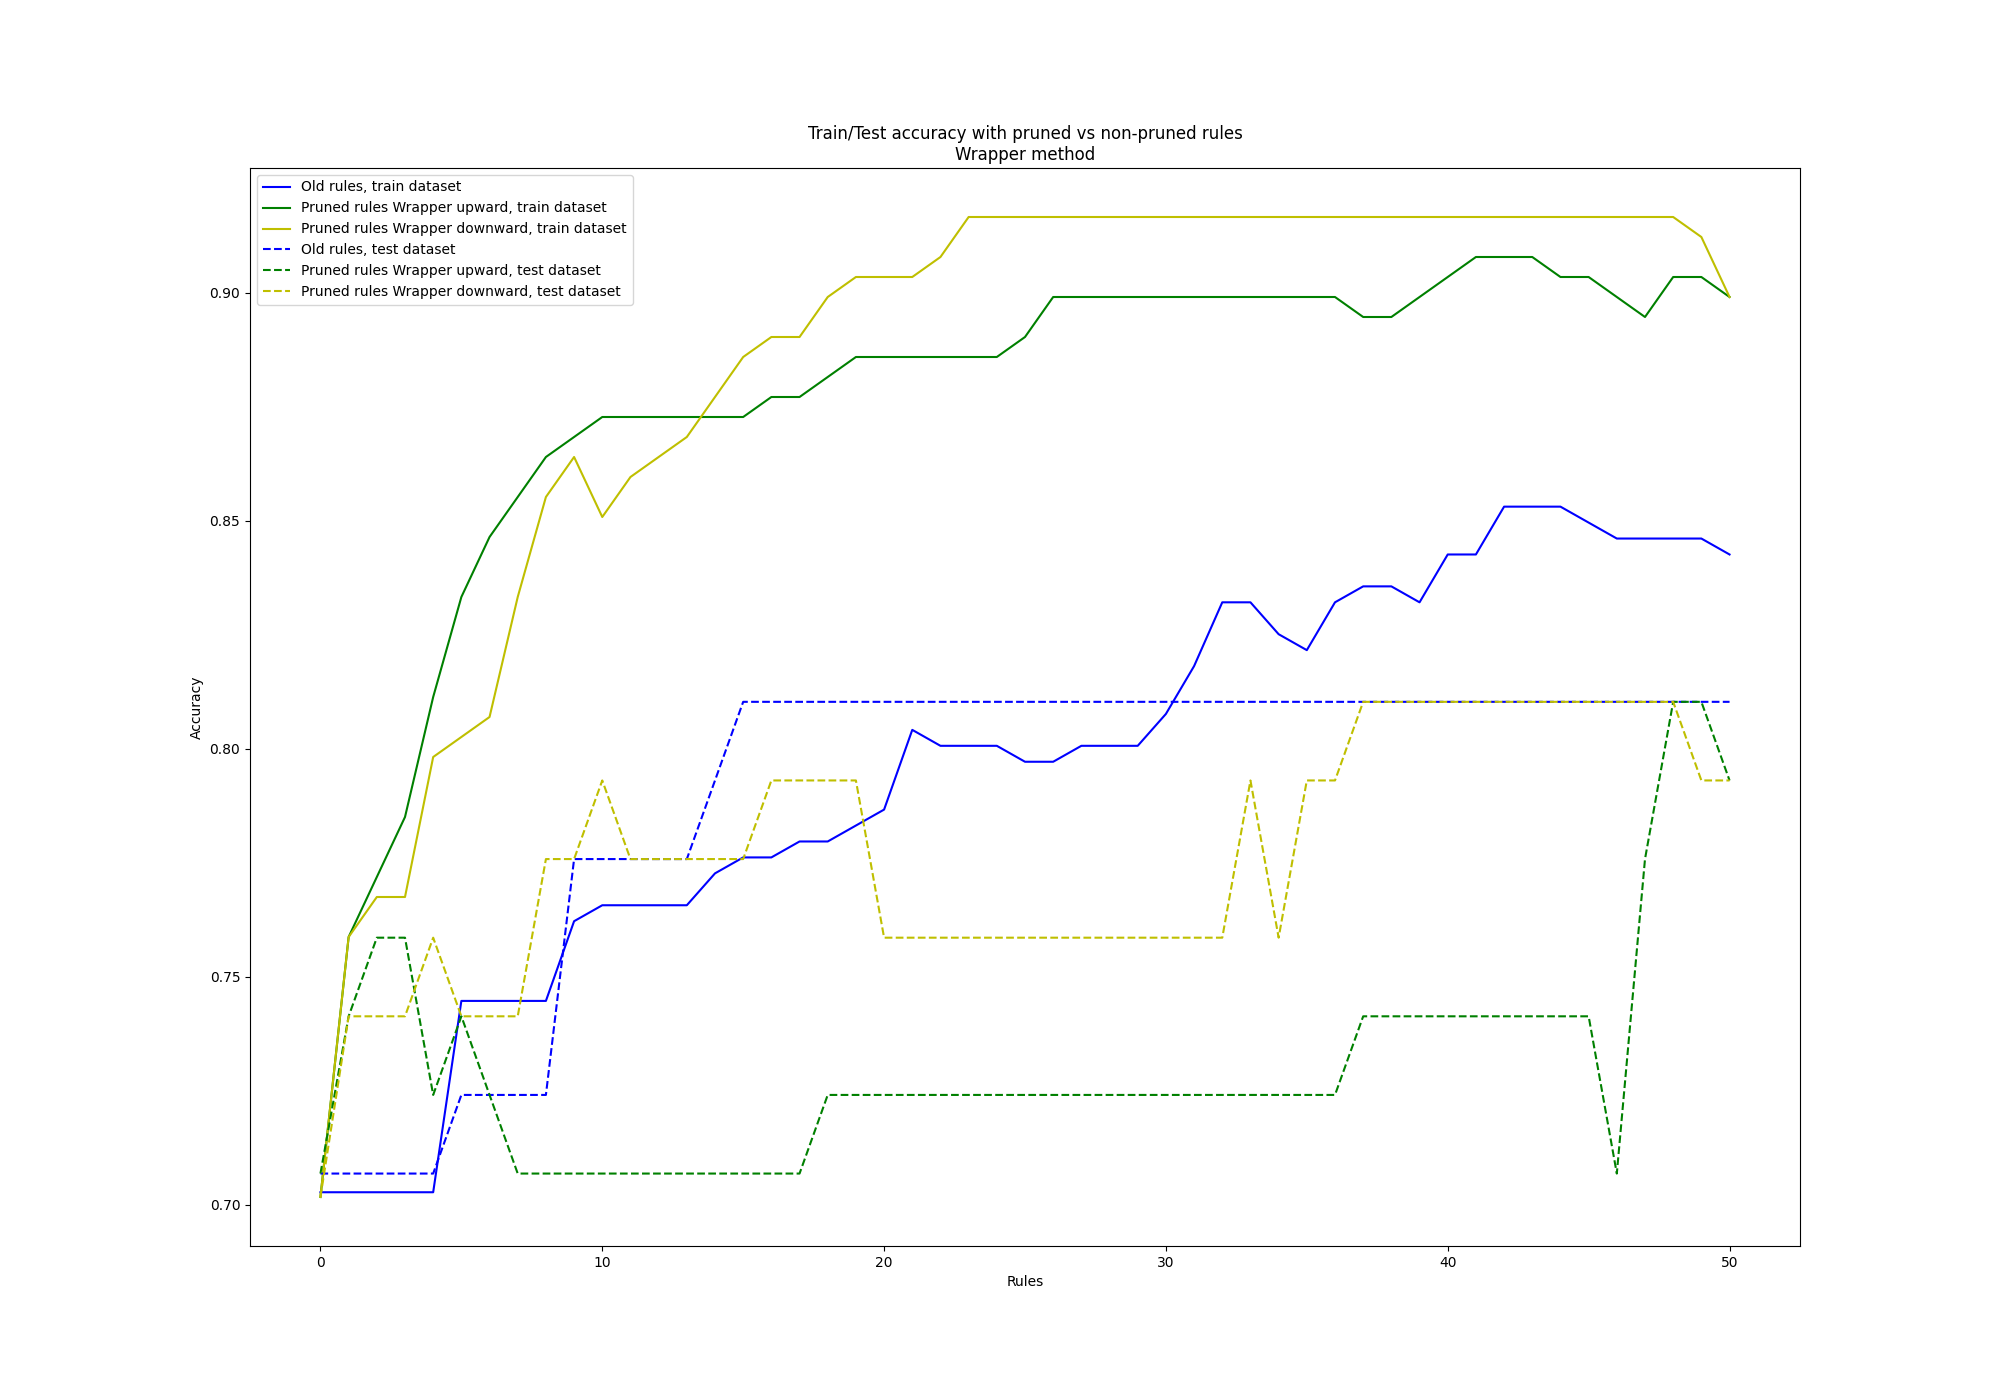 Train/Test accuracy with pruned vs non-pruned rules
Wrapper method
Old rules, train dataset
Pruned rules Wrapper upward, train dataset
Pruned rules Wrapper downward, train dataset
Old rules, test dataset
Pruned rules Wrapper upward, test dataset
Pruned rules Wrapper downward, test dataset
0.90
0.85
0.80
0.75
0.70
Accuracy
0 10 20 30 40 50
Rules